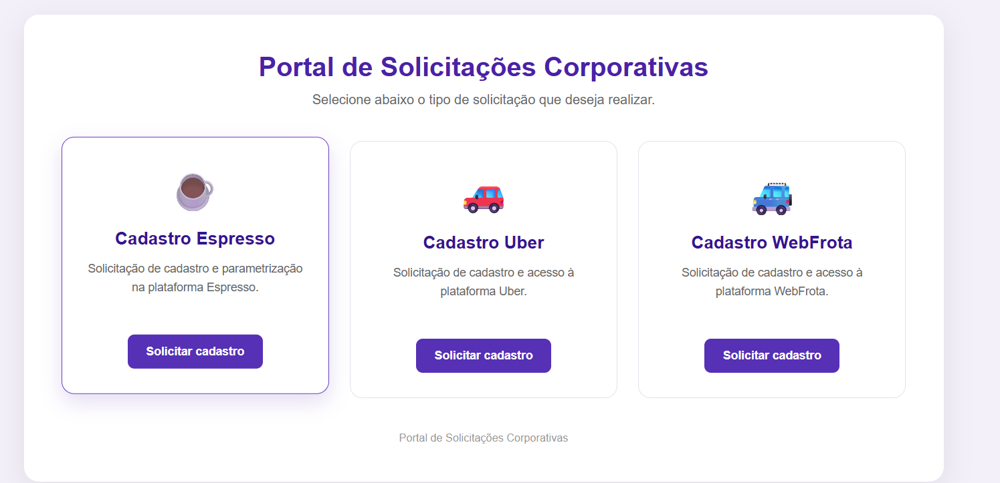 Portal de Solicitações Corporativas
Selecione abaixo o tipo de solicitação que deseja realizar.
Cadastro Espresso
Solicitação de cadastro e parametrização
na plataforma Espresso.
Solicitar cadastro
Cadastro Uber
Solicitação de cadastro e acesso à
plataforma Uber.
Solicitar cadastro
Cadastro WebFrota
Solicitação de cadastro e acesso à
plataforma WebFrota.
Solicitar cadastro
Portal de Solicitações Corporativas